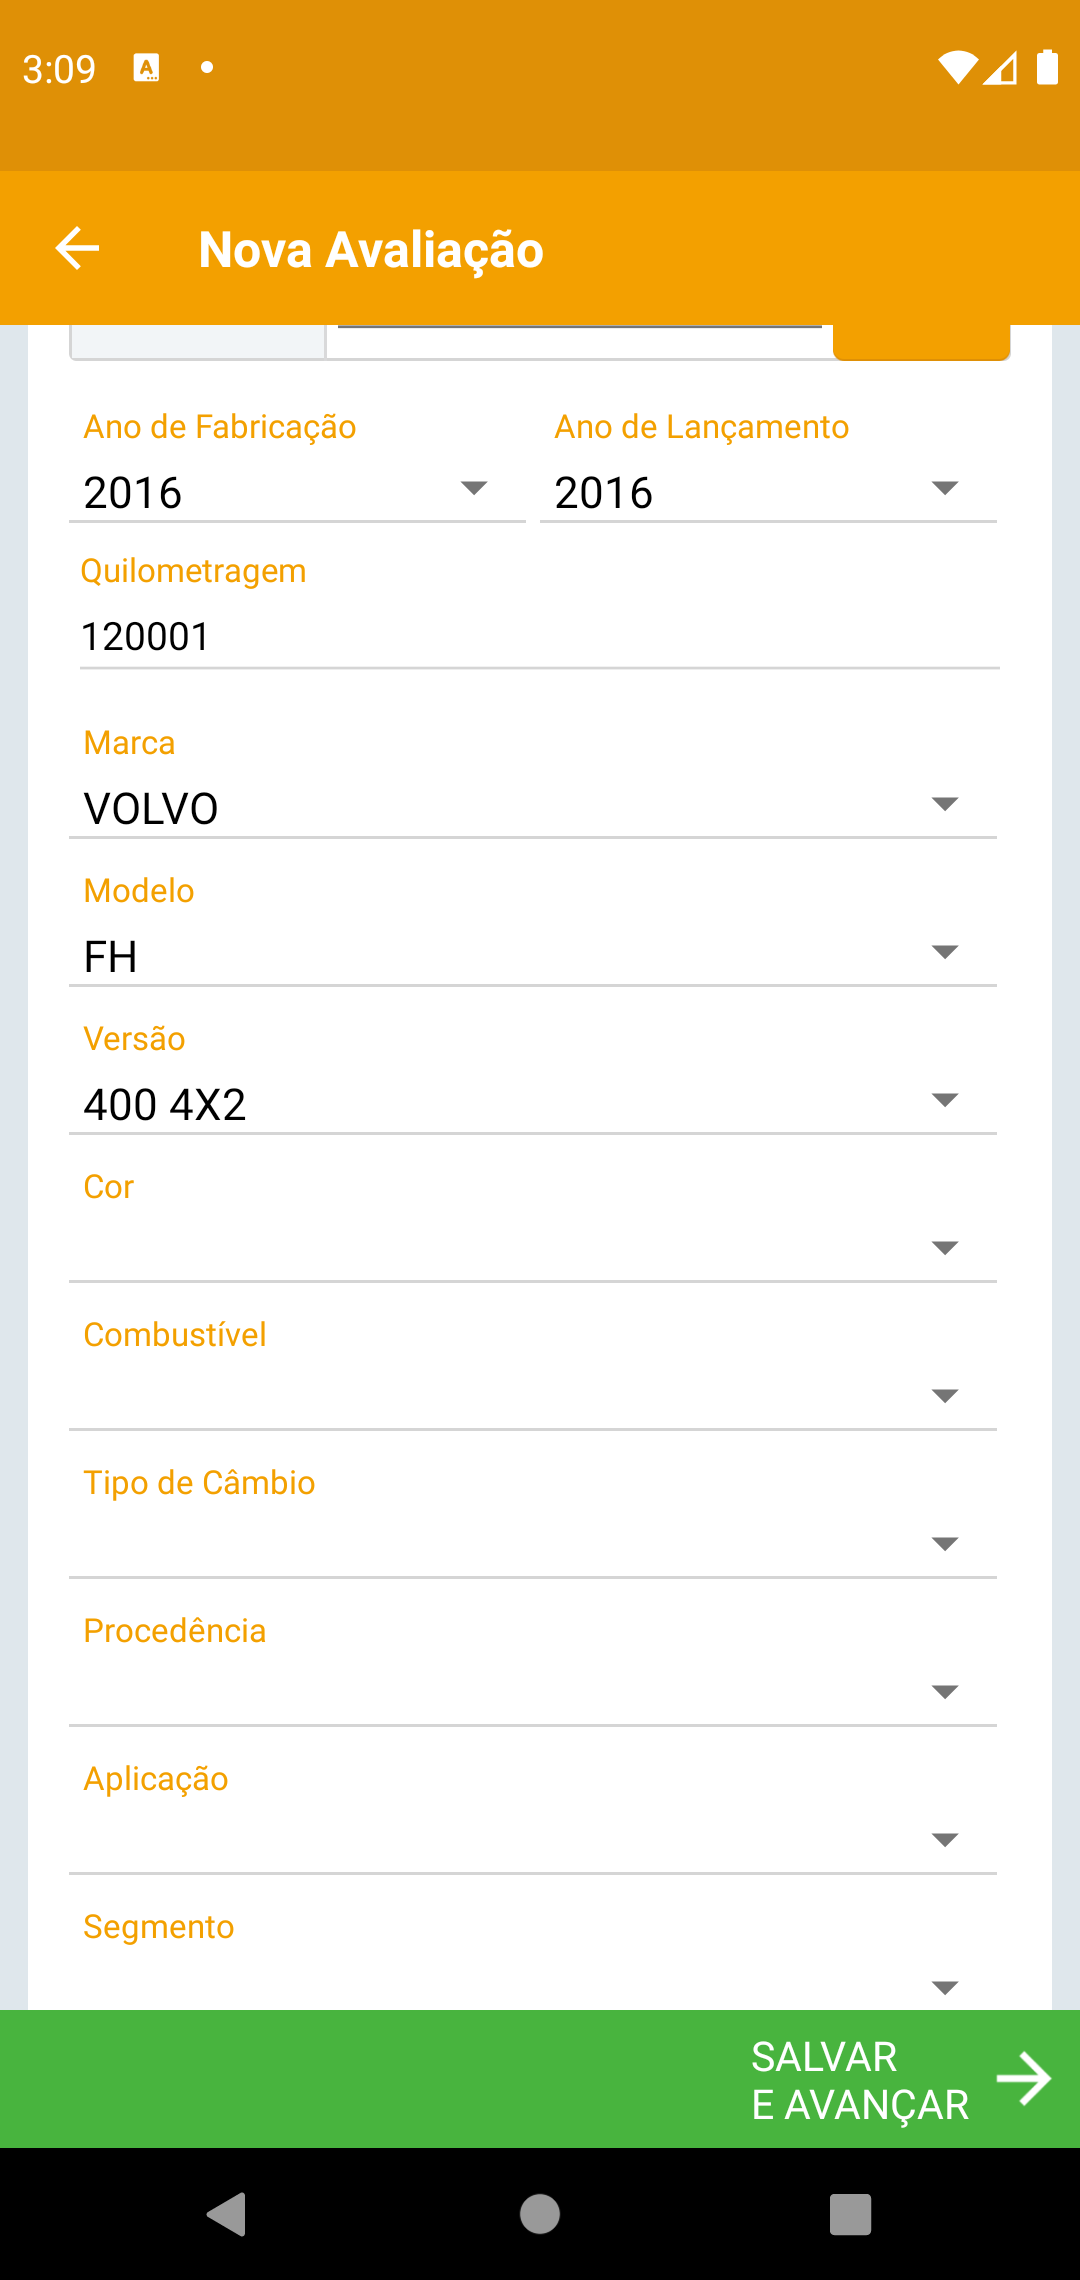 3:09
Nova Avaliação
Ano de Fabricação
Ano de Lançamento
2016
2016
Quilometragem
120001
Marca
VOLVO
Modelo
FH
Versão
400 4X2
Cor
Combustível
Tipo de Câmbio
Procedência
Aplicação
Segmento
SALVAR
E AVANÇAR